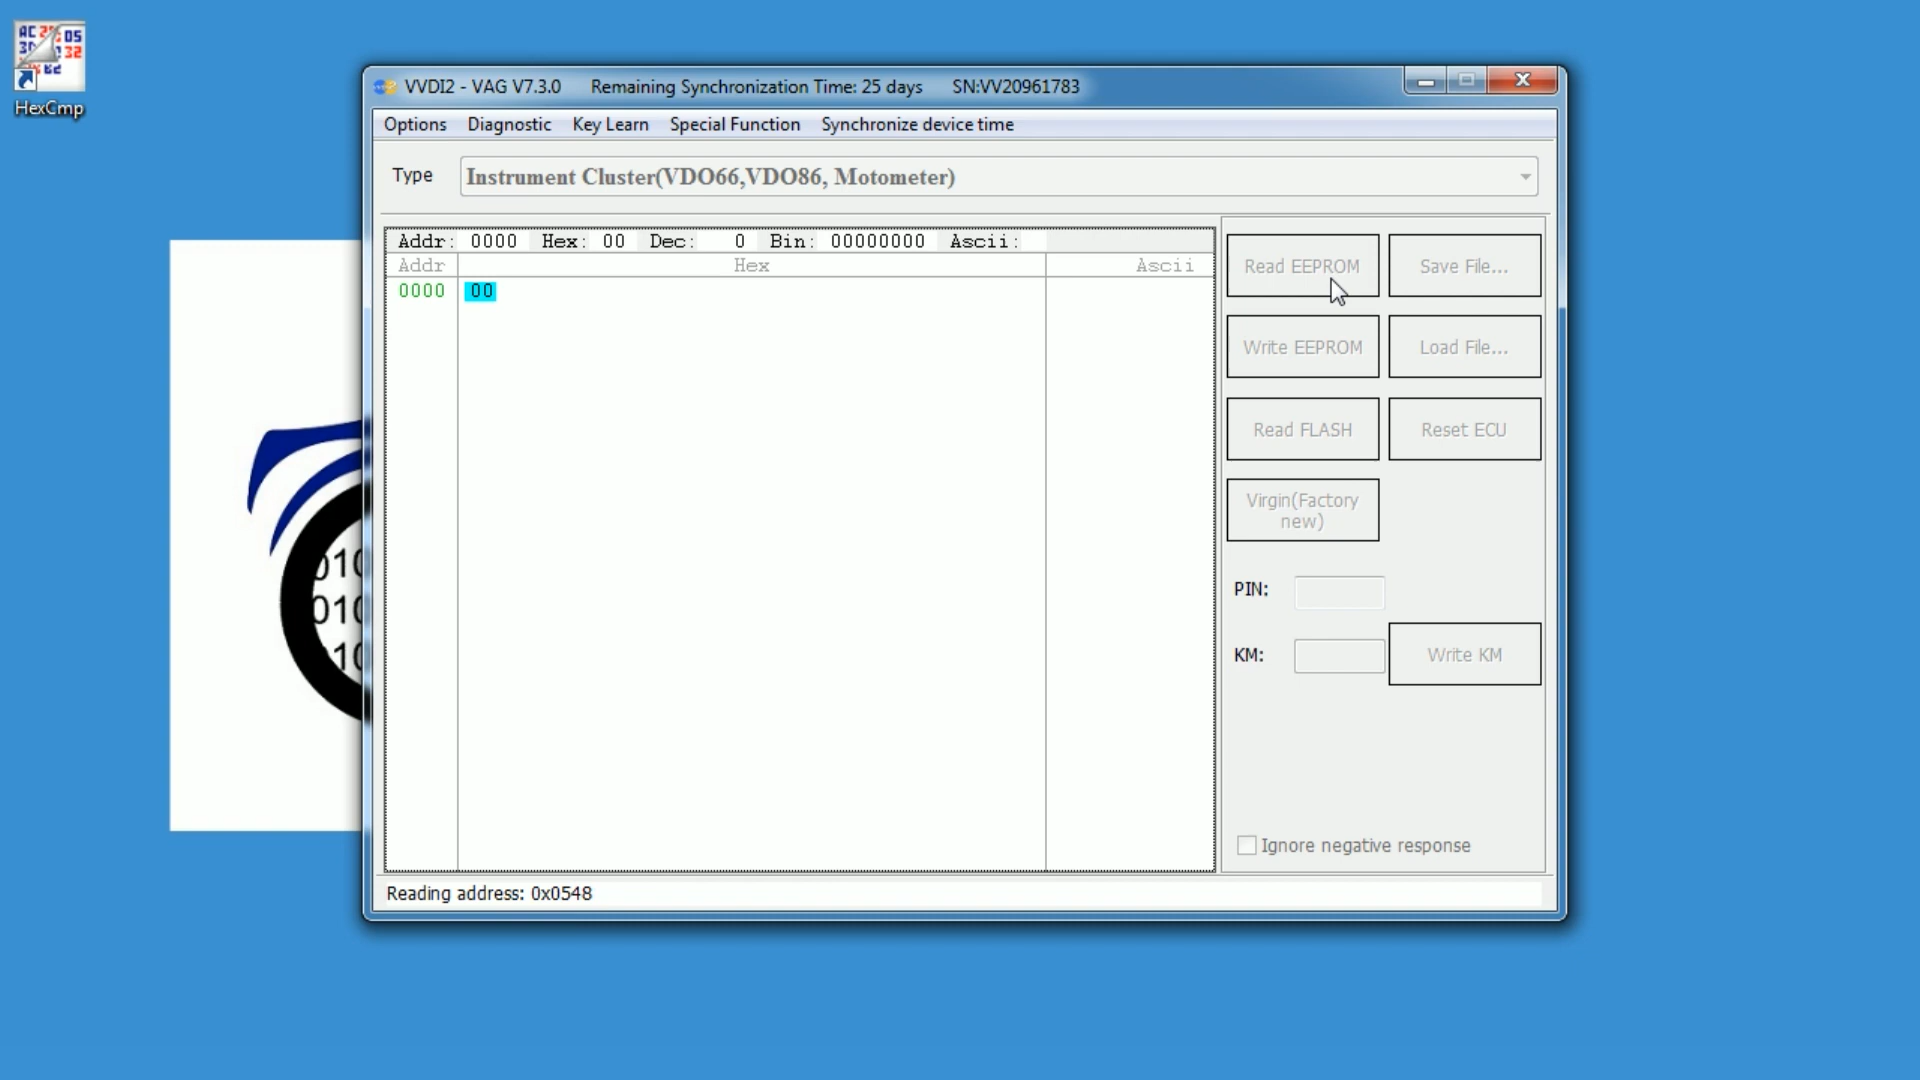 HexCmp
VVDI2 - VAG V7.3.0 Remaining Synchronization Time: 25 days SN:VV20961783
Options Diagnostic Key Learn Special Function Synchronize device time
Type Instrument Cluster(VDO66,VDO86, Motometer)
Addr: 0000 Hex: 00 Dec: 0 Bin: 00000000 Ascii:
Addr Hex Ascii
0000 00
Read EEPROM Save File...
Write EEPROM Load File...
Read FLASH Reset ECU
Virgin(Factory
new)
PIN:
KM: Write KM
Ignore negative response
Reading address: 0x0548
010
010
10